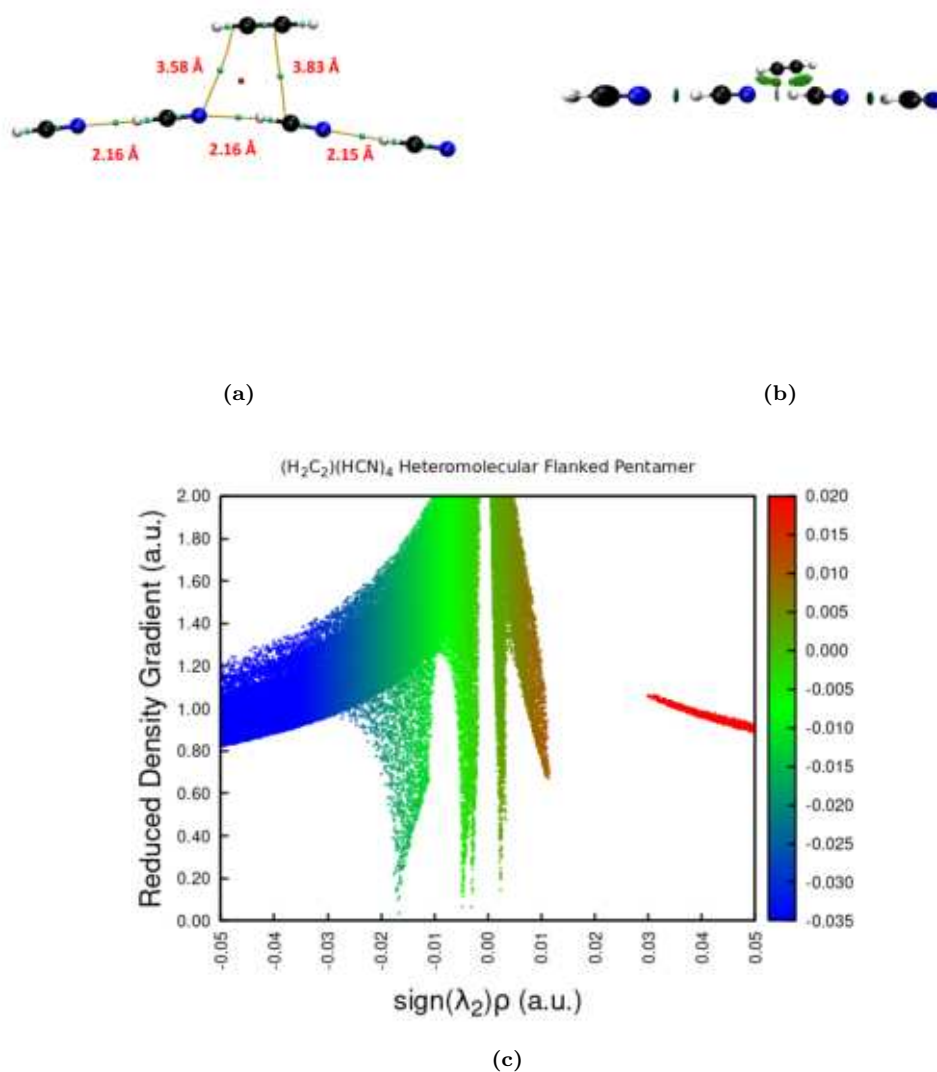 3.58 Å 3.83 Å
2.16 Å 2.16 Å 2.15 Å
(a) (b)
(H₂C₂)(HCN)₄ Heteromolecular Flanked Pentamer
Reduced Density Gradient (a.u.)
2.00
1.80
1.60
1.40
1.20
1.00
0.80
0.60
0.40
0.20
0.00
0.020
0.015
0.010
0.005
0.000
-0.005
-0.010
-0.015
-0.020
-0.025
-0.030
-0.035
-0.05 -0.04 -0.03 -0.02 -0.01 0.00 0.01 0.02 0.03 0.04 0.05
sign(λ₂)ρ (a.u.)
(c)